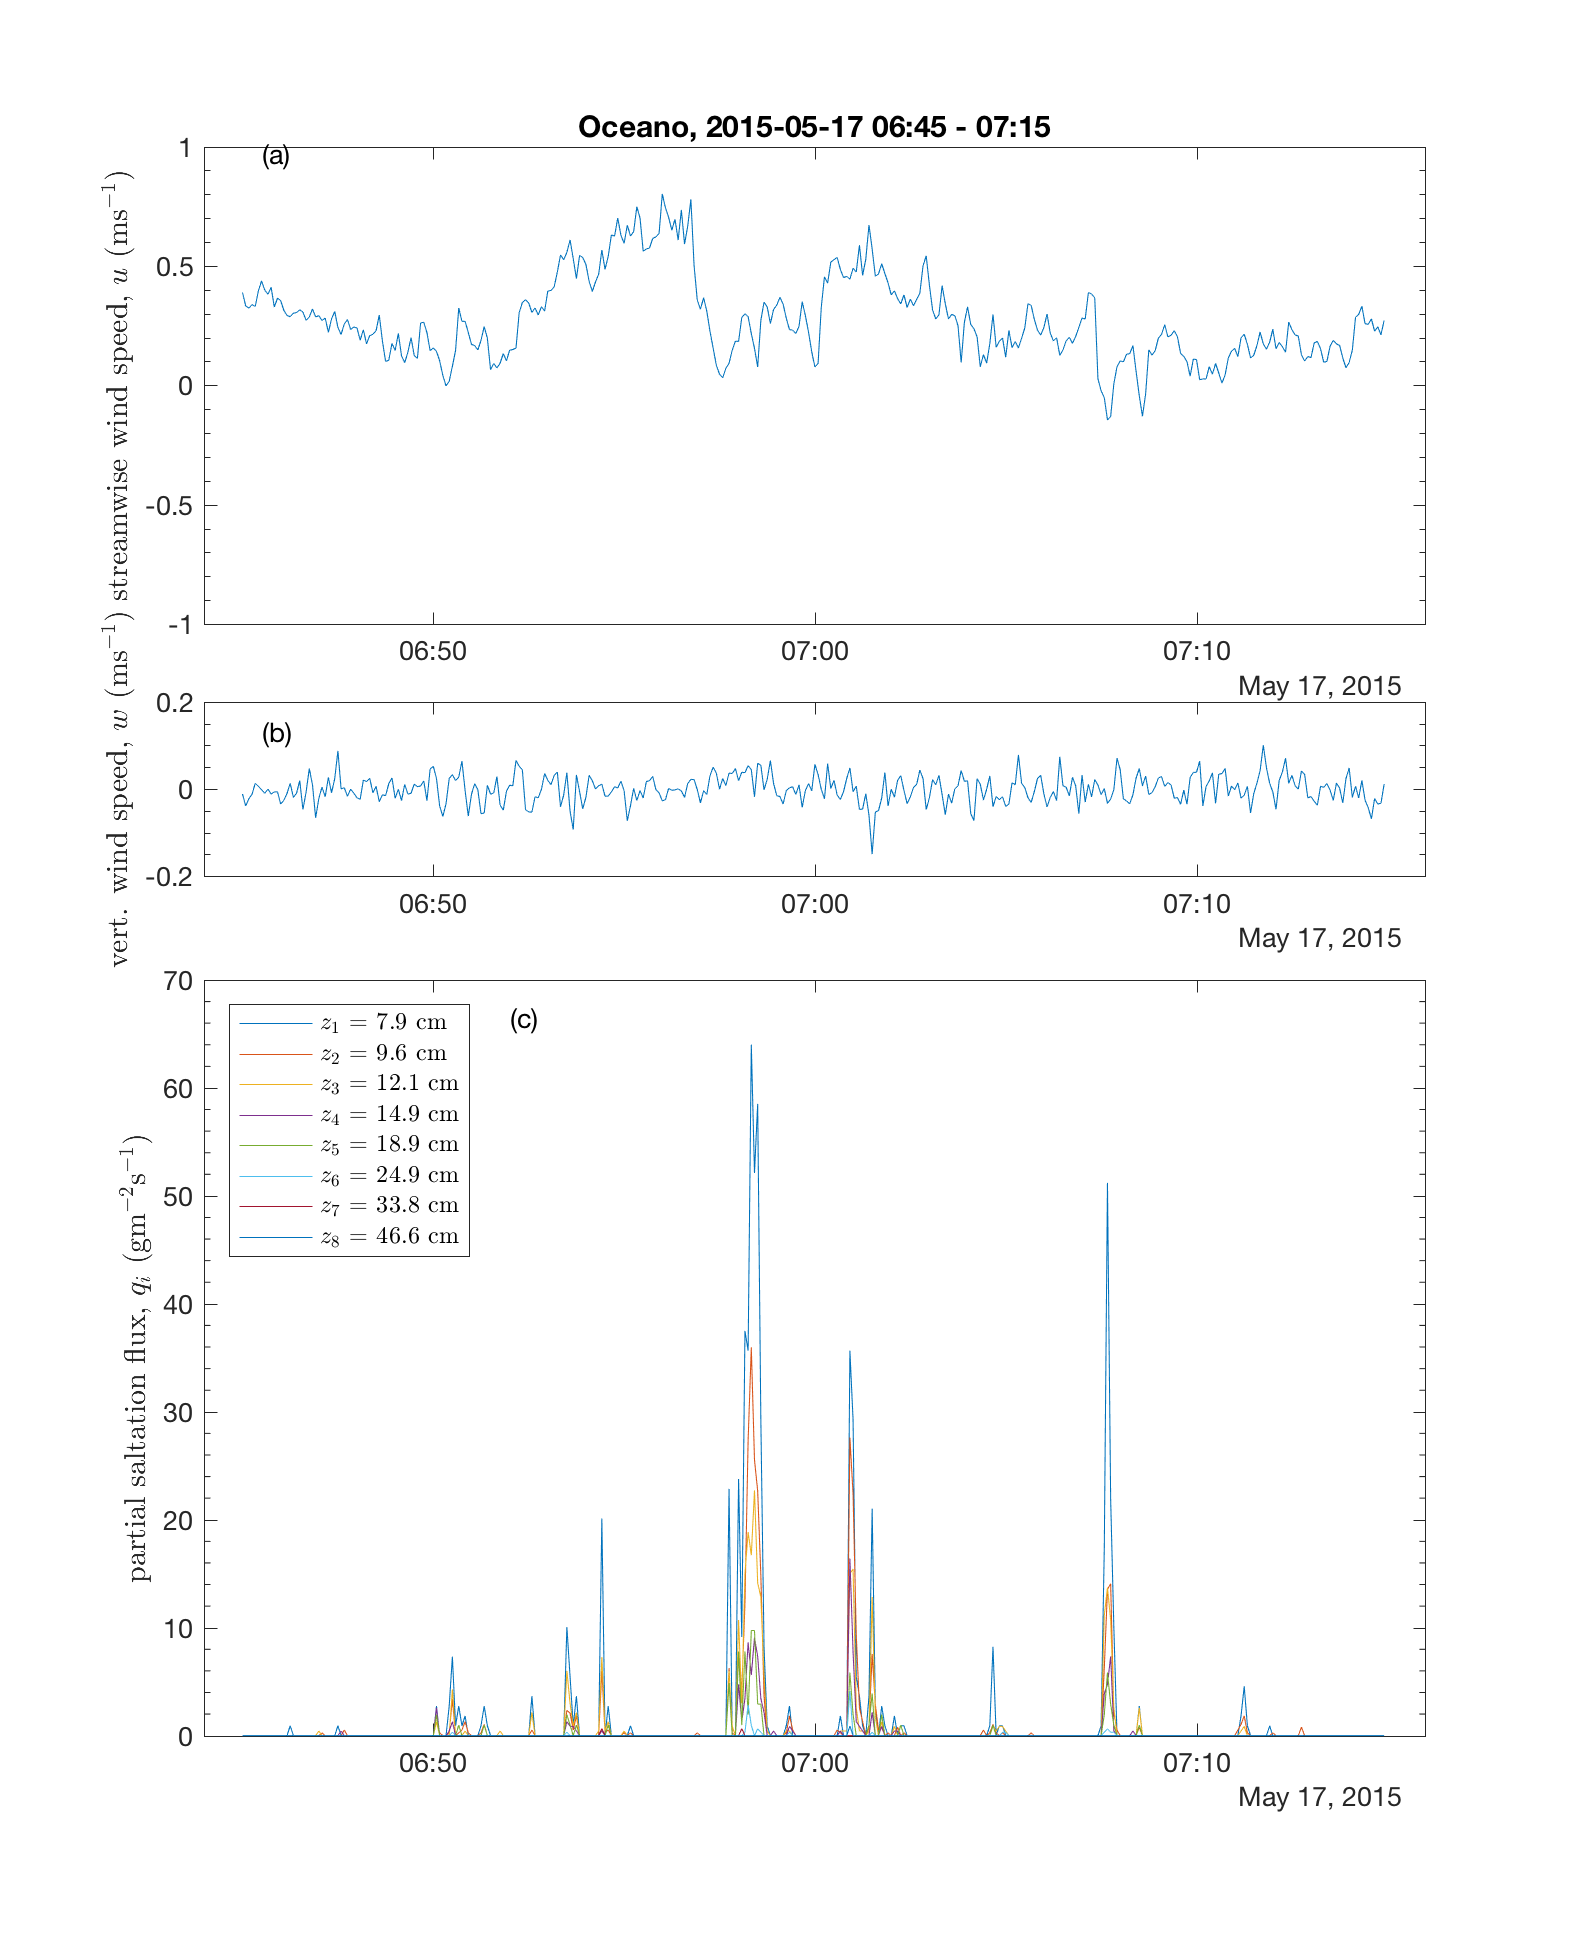 Oceano, 2015-05-17 06:45 - 07:15
(a)
streamwise wind speed, u (ms−1)
1
0.5
0
-0.5
-1
06:50 07:00 07:10
May 17, 2015
(b)
vert. wind speed, w (ms−1)
0.2
0
-0.2
06:50 07:00 07:10
May 17, 2015
(c)
partial saltation flux, qi (gm−2s−1)
70
60
50
40
30
20
10
0
z1 = 7.9 cm
z2 = 9.6 cm
z3 = 12.1 cm
z4 = 14.9 cm
z5 = 18.9 cm
z6 = 24.9 cm
z7 = 33.8 cm
z8 = 46.6 cm
06:50 07:00 07:10
May 17, 2015